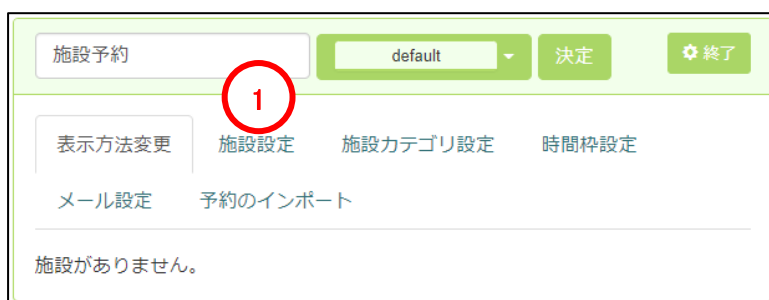 施設予約 default 決定 終了
1
表示方法変更 施設設定 施設カテゴリ設定 時間枠設定
メール設定 予約のインポート
施設がありません。